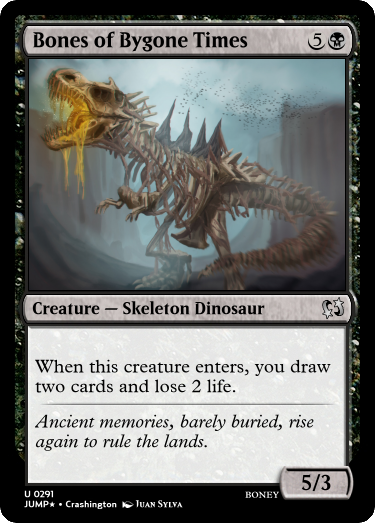 Bones of Bygone Times 5
Creature — Skeleton Dinosaur
When this creature enters, you draw
two cards and lose 2 life.
Ancient memories, barely buried, rise
again to rule the lands.
5/3
U 0291
JUMP★ • Crashington Juan Sylva
BONEY